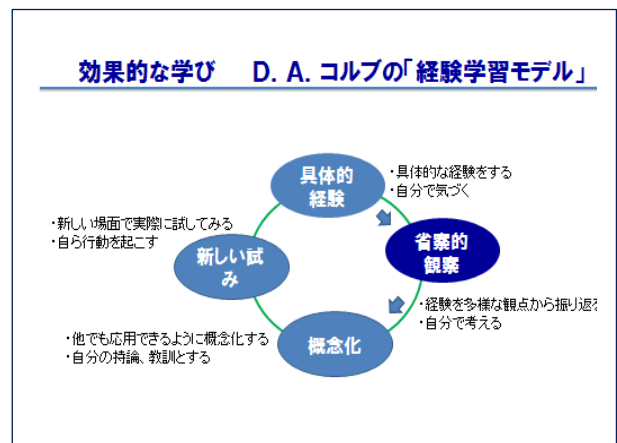 効果的な学び　D. A. コルブの「経験学習モデル」
具体的
経験
・具体的な経験をする
・自分で気づく
省察的
観察
・経験を多様な観点から振り返る
・自分で考える
概念化
・他でも応用できるように概念化する
・自分の持論、教訓とする
新しい試
み
・新しい場面で実際に試してみる
・自ら行動を起こす